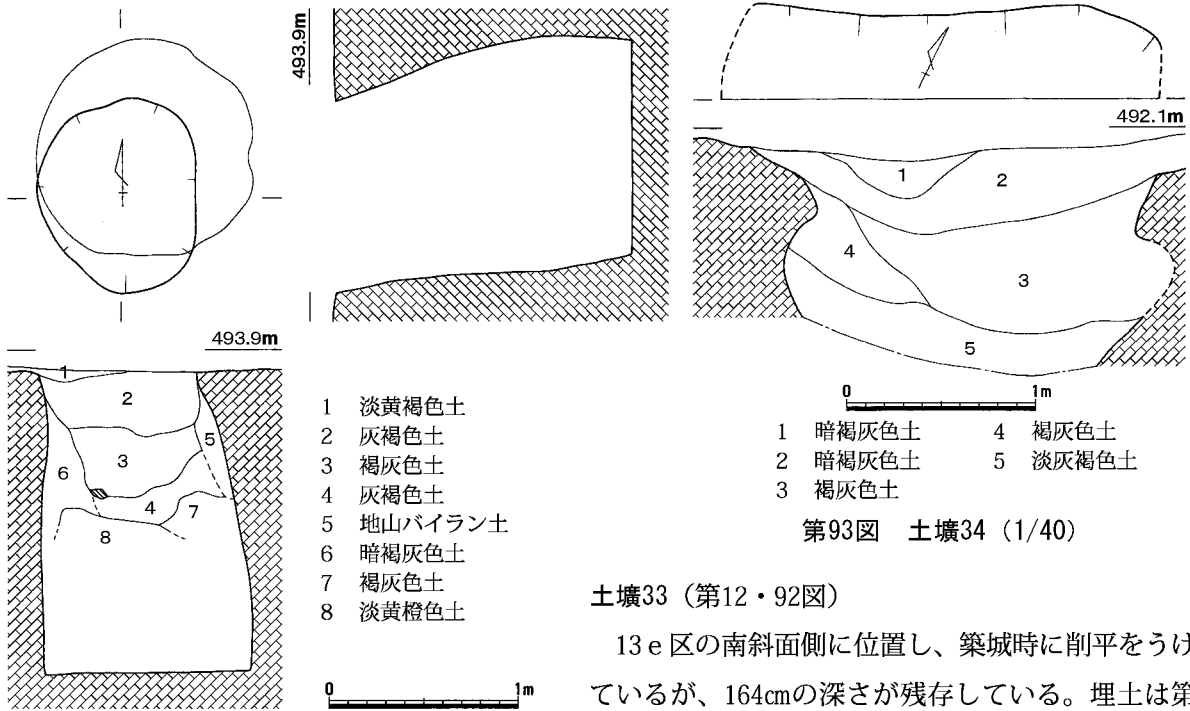 493.9m
493.9m
1 淡黄褐色土
2 灰褐色土
3 褐灰色土
4 灰褐色土
5 地山バイラン土
6 暗褐灰色土
7 褐灰色土
8 淡黄橙色土
1
2
3
4
5
6
7
8
0 1m
492.1m
1
2
3
4
5
0 1m
1 暗褐灰色土 4 褐灰色土
2 暗褐灰色土 5 淡灰褐色土
3 褐灰色土
第93図 土壙34（1/40）
土壙33（第12・92図）
13e区の南斜面側に位置し、築城時に削平をうけ
ているが、164cmの深さが残存している。埋土は第